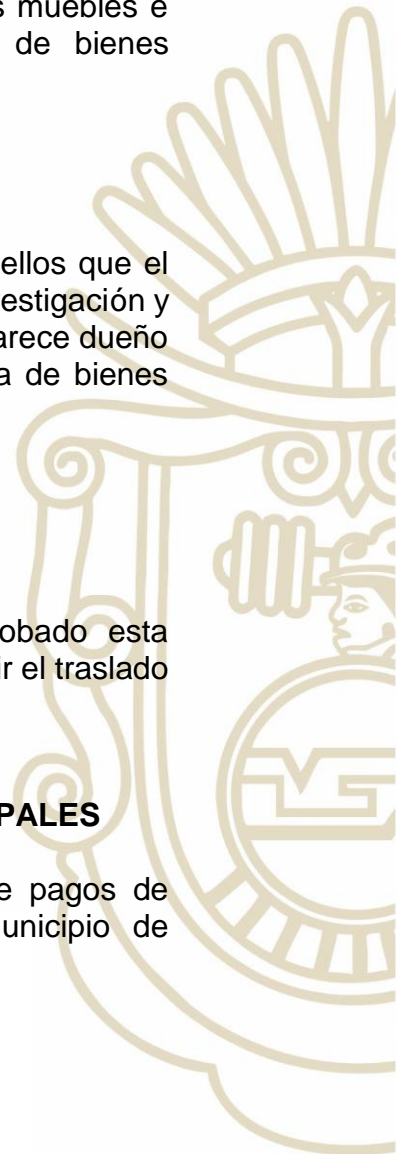 s muebles e
de bienes
ellos que el
estigación y
arece dueño
a de bienes
obado esta
ir el traslado
PALES
e pagos de
unicipio de